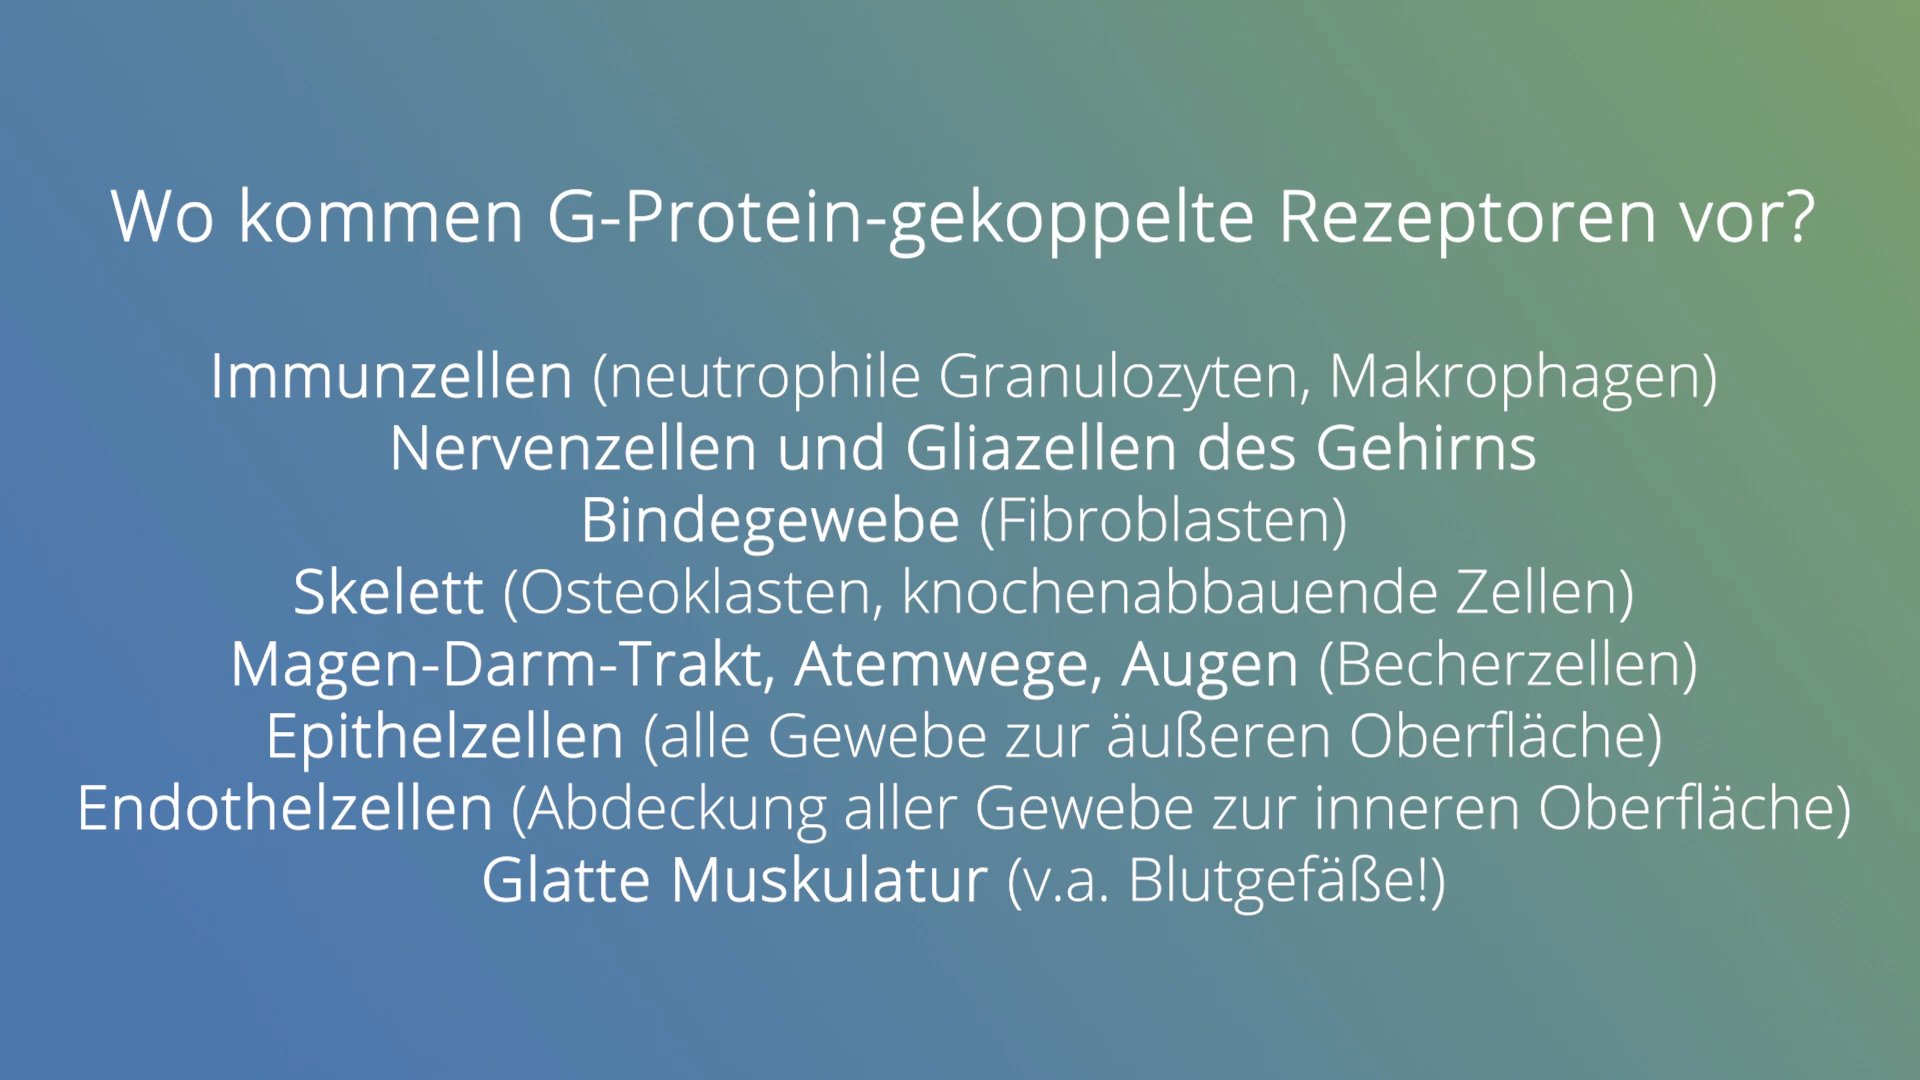 Wo kommen G-Protein-gekoppelte Rezeptoren vor?
Immunzellen (neutrophile Granulozyten, Makrophagen)
Nervenzellen und Gliazellen des Gehirns
Bindegewebe (Fibroblasten)
Skelett (Osteoklasten, knochenabbauende Zellen)
Magen-Darm-Trakt, Atemwege, Augen (Becherzellen)
Epithelzellen (alle Gewebe zur äußeren Oberfläche)
Endothelzellen (Abdeckung aller Gewebe zur inneren Oberfläche)
Glatte Muskulatur (v.a. Blutgefäße!)